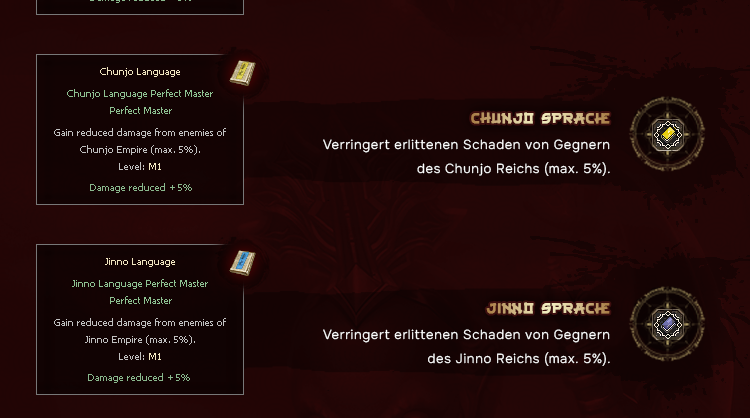 Damage reduced +5%
Chunjo Language
Chunjo Language Perfect Master
Perfect Master
Gain reduced damage from enemies of
Chunjo Empire (max. 5%).
Level: M1
Damage reduced +5%
CHUNJO SPRACHE
Verringert erlittenen Schaden von Gegnern
des Chunjo Reichs (max. 5%).
Jinno Language
Jinno Language Perfect Master
Perfect Master
Gain reduced damage from enemies of
Jinno Empire (max. 5%).
Level: M1
Damage reduced +5%
JINNO SPRACHE
Verringert erlittenen Schaden von Gegnern
des Jinno Reichs (max. 5%).